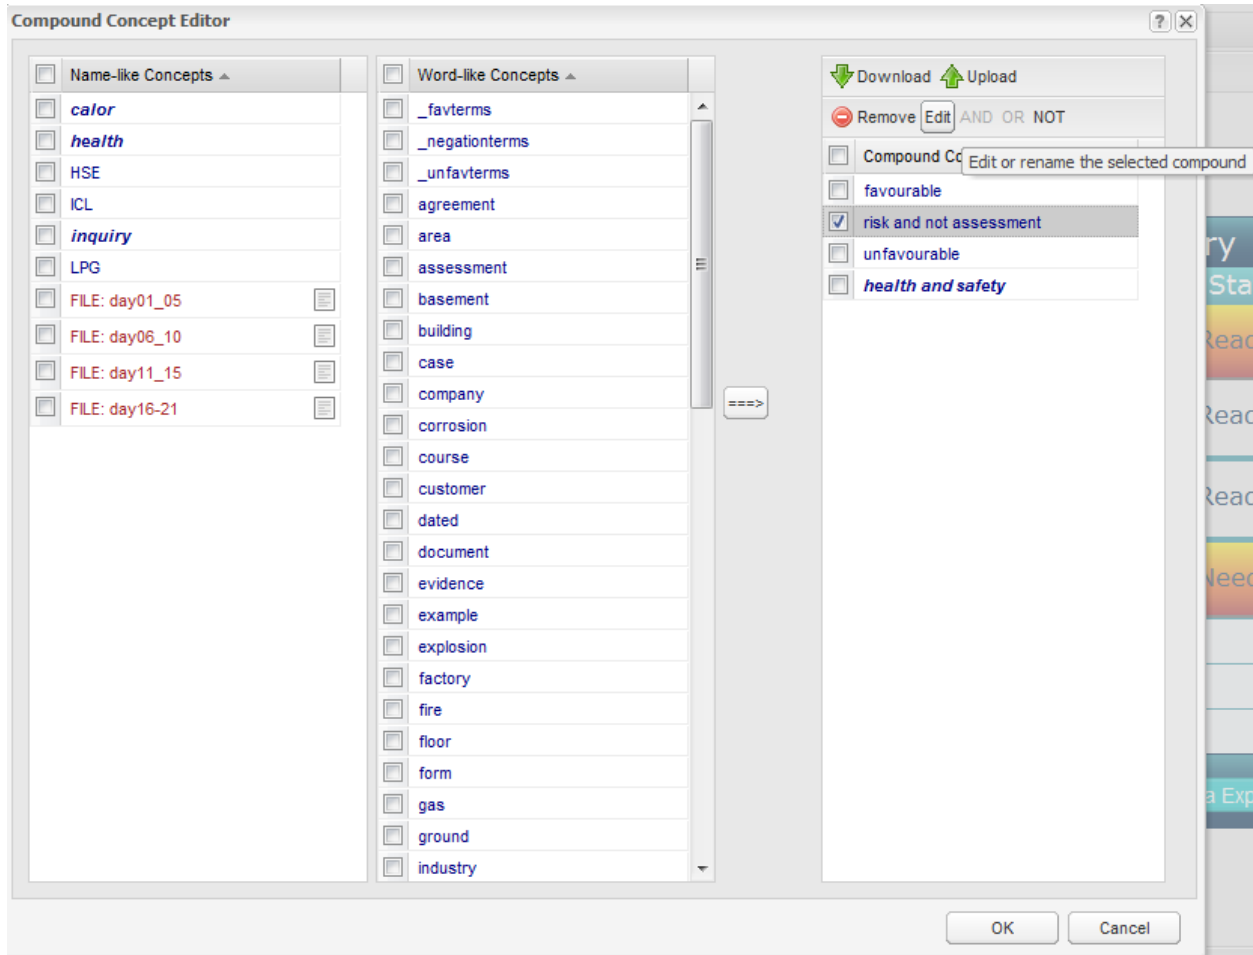 Compound Concept Editor
Name-like Concepts
calor
health
HSE
ICL
inquiry
LPG
FILE: day01_05
FILE: day06_10
FILE: day11_15
FILE: day16-21
Word-like Concepts
_favterms
_negationterms
_unfavterms
agreement
area
assessment
basement
building
case
company
corrosion
course
customer
dated
document
evidence
example
explosion
factory
fire
floor
form
gas
ground
industry
===>
Download Upload
Remove Edit AND OR NOT
Compound Co
Edit or rename the selected compound
favourable
risk and not assessment
unfavourable
health and safety
OK Cancel
ry
Sta
Read
Read
Read
Need
a Exp